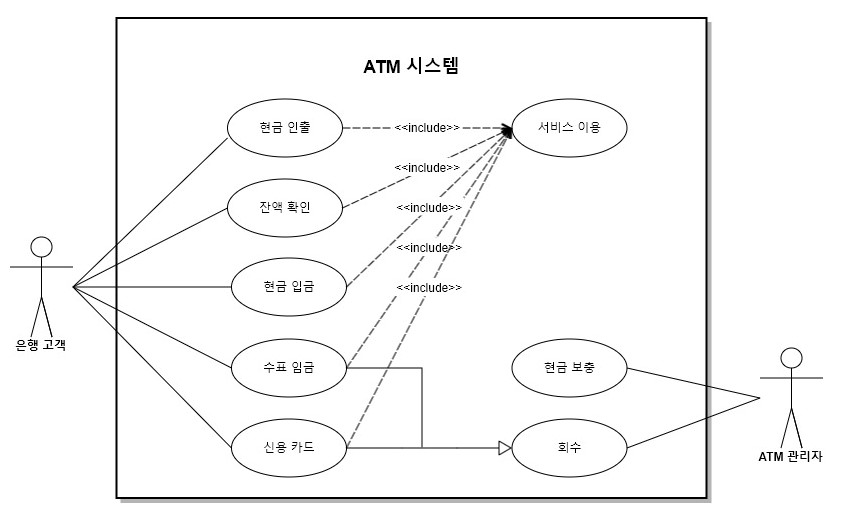 ATM 시스템
현금 인출
<<include>>
서비스 이용
<<include>>
잔액 확인
<<include>>
<<include>>
현금 입금
<<include>>
은행 고객
수표 임금
현금 보충
신용 카드
회수
ATM 관리자